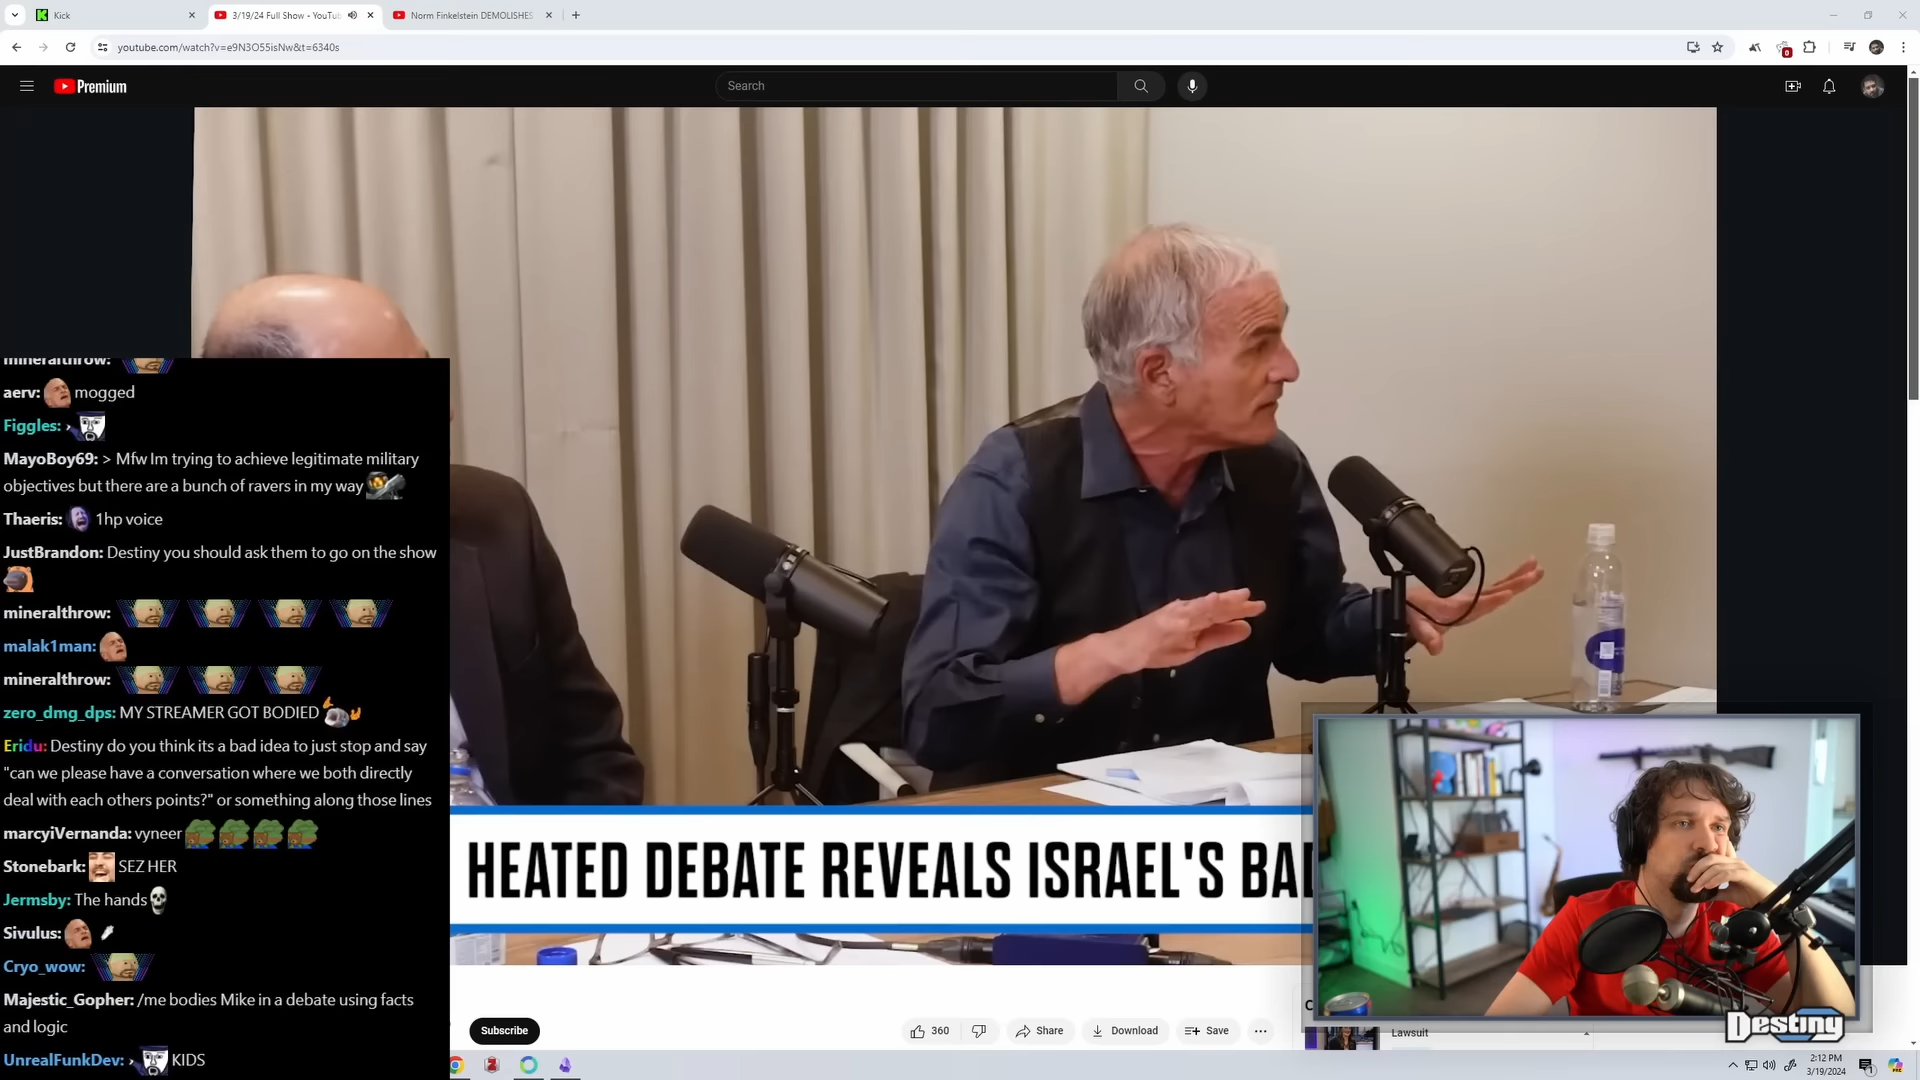 Kick
3/19/24 Full Show - YouTu
Norm Finkelstein DEMOLISHES
youtube.com/watch?v=e9N3O55isNw&t=6340s
0
Premium
Search
mineralthrow:
aerv: mogged
Figgles:
MayoBoy69: > Mfw Im trying to achieve legitimate military
objectives but there are a bunch of ravers in my way
Thaeris: 1hp voice
JustBrandon: Destiny you should ask them to go on the show
mineralthrow:
malak1man:
mineralthrow:
zero_dmg_dps: MY STREAMER GOT BODIED
Eridu: Destiny do you think its a bad idea to just stop and say
"can we please have a conversation where we both directly
deal with each others points?" or something along those lines
marcyiVernanda: vyneer
Stonebark: SEZ HER
Jermsby: The hands
Sivulus:
Cryo_wow:
Majestic_Gopher: /me bodies Mike in a debate using facts
and logic
UnrealFunkDev: KIDS
HEATED DEBATE REVEALS ISRAEL'S BAD
Destiny
Subscribe
360
Share
Download
Save
Lawsuit
2:12 PM
3/19/2024